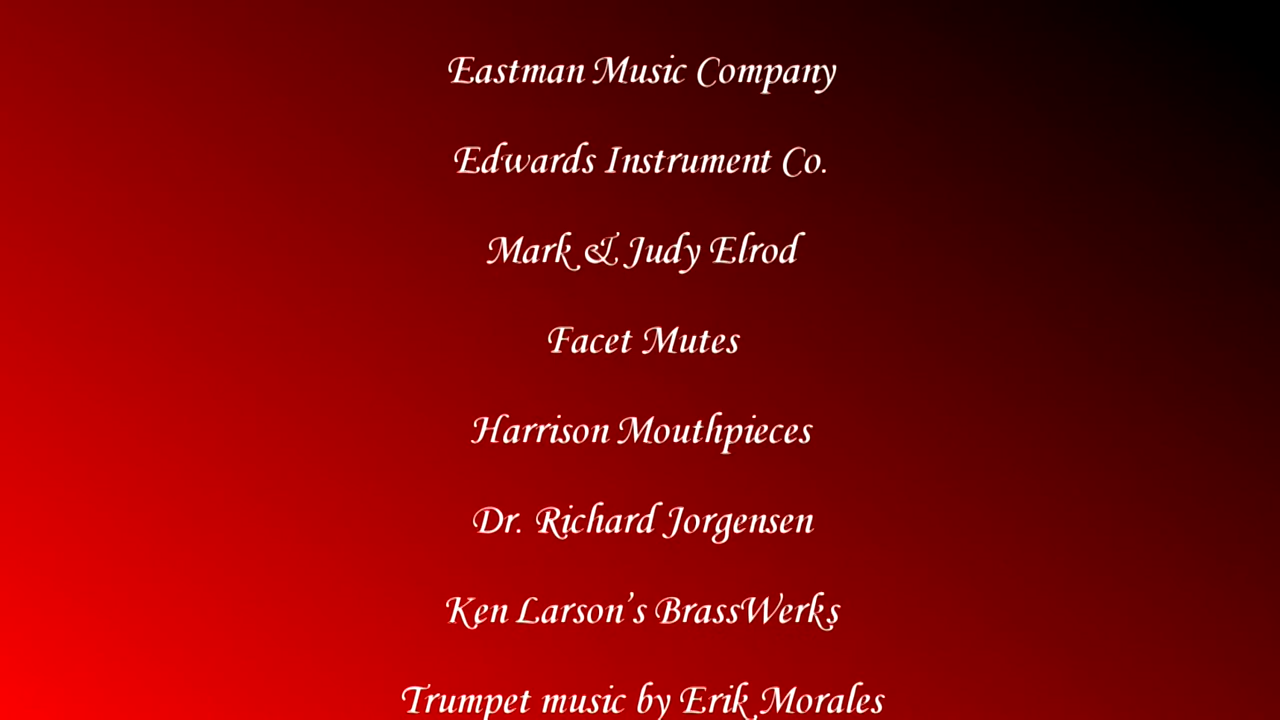 Eastman Music Company
Edwards Instrument Co.
Mark & Judy Elrod
Facet Mutes
Harrison Mouthpieces
Dr. Richard Jorgensen
Ken Larson's BrassWerks
Trumpet music by Erik Morales